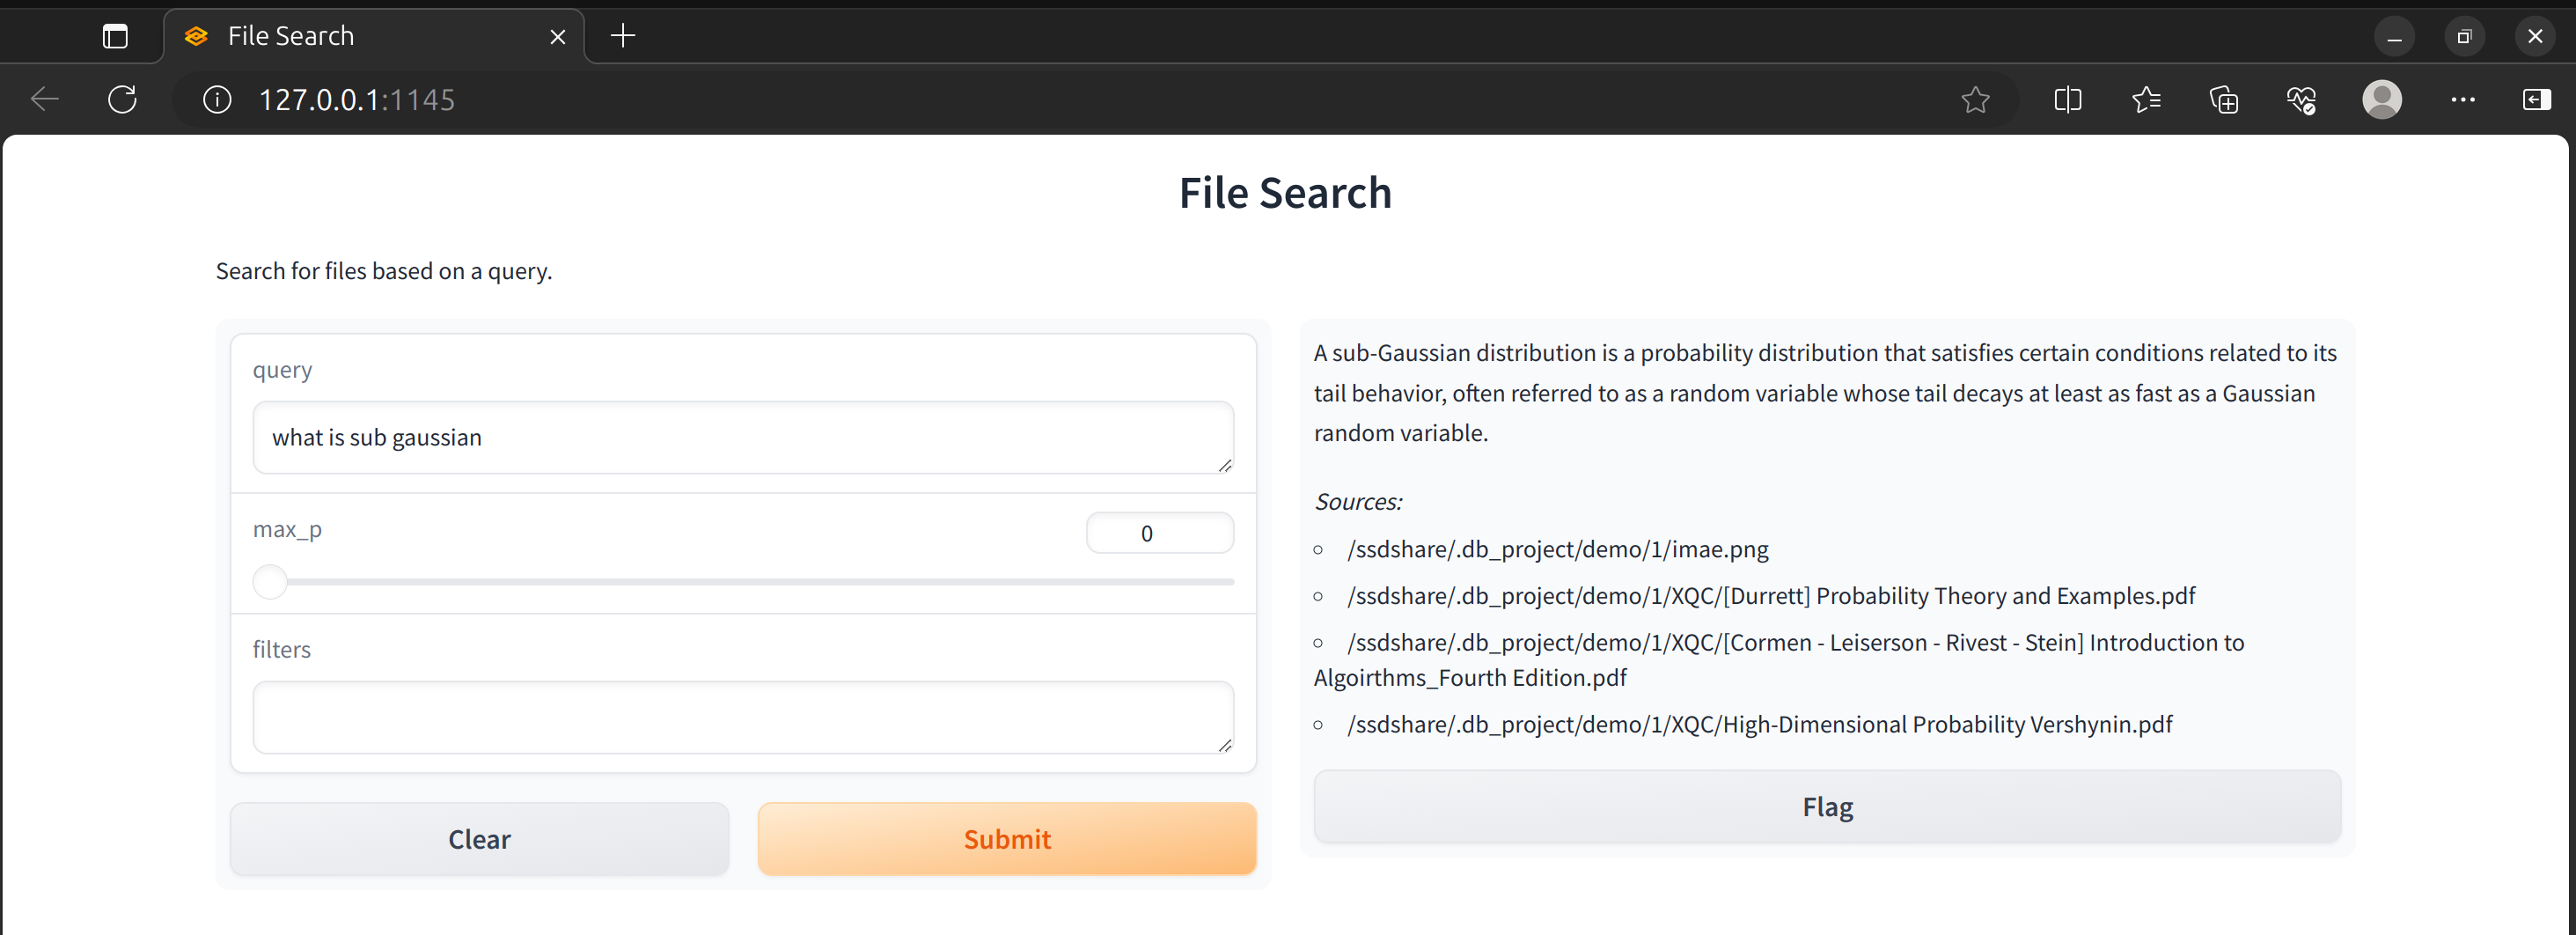 File Search
127.0.0.1:1145
File Search
Search for files based on a query.
query
what is sub gaussian
max_p
0
filters
Clear
Submit
A sub-Gaussian distribution is a probability distribution that satisfies certain conditions related to its
tail behavior, often referred to as a random variable whose tail decays at least as fast as a Gaussian
random variable.
Sources:
/ssdshare/.db_project/demo/1/imae.png
/ssdshare/.db_project/demo/1/XQC/[Durrett] Probability Theory and Examples.pdf
/ssdshare/.db_project/demo/1/XQC/[Cormen - Leiserson - Rivest - Stein] Introduction to
Algoirthms_Fourth Edition.pdf
/ssdshare/.db_project/demo/1/XQC/High-Dimensional Probability Vershynin.pdf
Flag